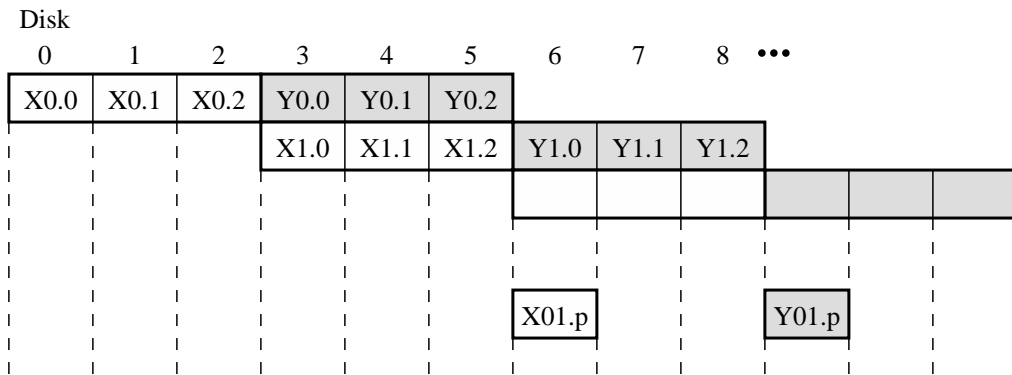 Disk
0 1 2 3 4 5 6 7 8 •••
X0.0 X0.1 X0.2 Y0.0 Y0.1 Y0.2
X1.0 X1.1 X1.2 Y1.0 Y1.1 Y1.2
X01.p Y01.p